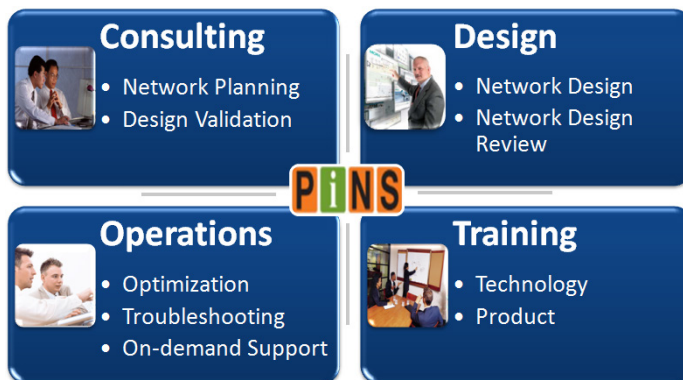 Consulting
• Network Planning
• Design Validation
Design
• Network Design
• Network Design
Review
PiNS
Operations
• Optimization
• Troubleshooting
• On-demand Support
Training
• Technology
• Product